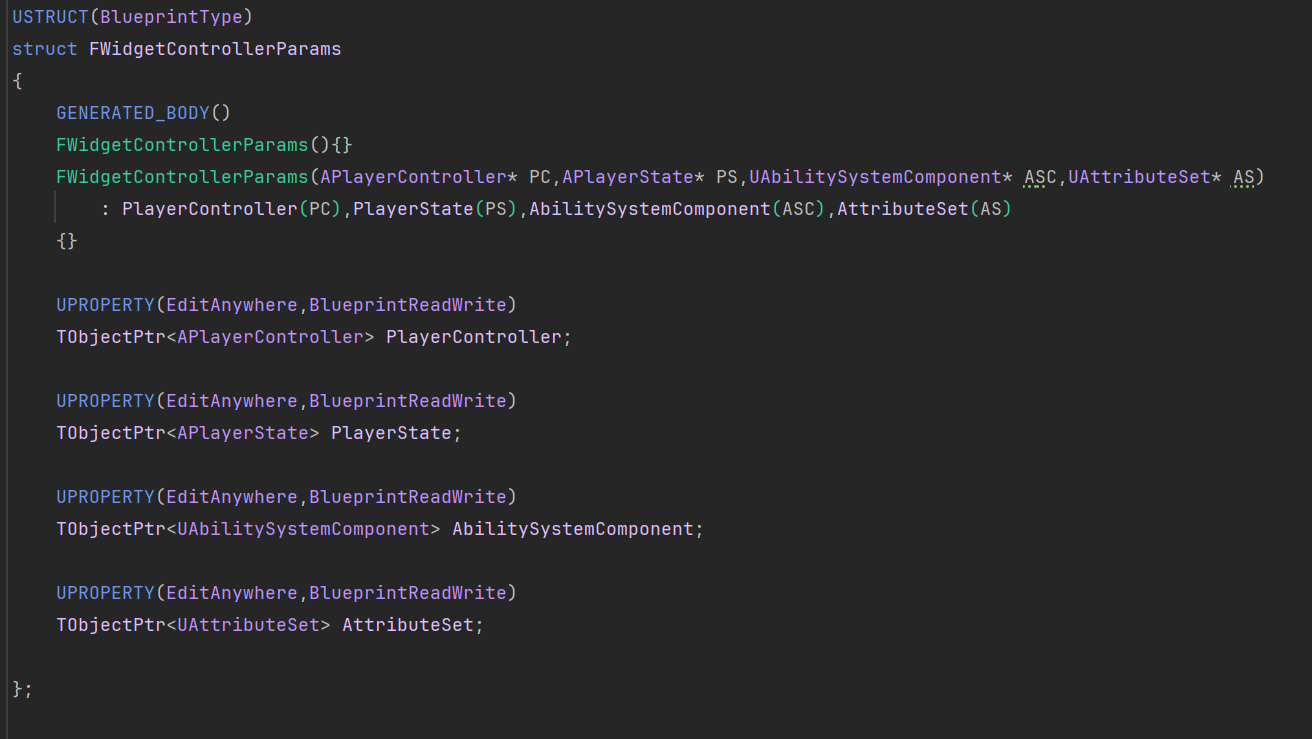 USTRUCT(BlueprintType)
struct FWidgetControllerParams
{
    GENERATED_BODY()
    FWidgetControllerParams(){}
    FWidgetControllerParams(APlayerController* PC,APlayerState* PS,UAbilitySystemComponent* ASC,UAttributeSet* AS)
        : PlayerController(PC),PlayerState(PS),AbilitySystemComponent(ASC),AttributeSet(AS)
    {}

    UPROPERTY(EditAnywhere,BlueprintReadWrite)
    TObjectPtr<APlayerController> PlayerController;

    UPROPERTY(EditAnywhere,BlueprintReadWrite)
    TObjectPtr<APlayerState> PlayerState;

    UPROPERTY(EditAnywhere,BlueprintReadWrite)
    TObjectPtr<UAbilitySystemComponent> AbilitySystemComponent;

    UPROPERTY(EditAnywhere,BlueprintReadWrite)
    TObjectPtr<UAttributeSet> AttributeSet;

};